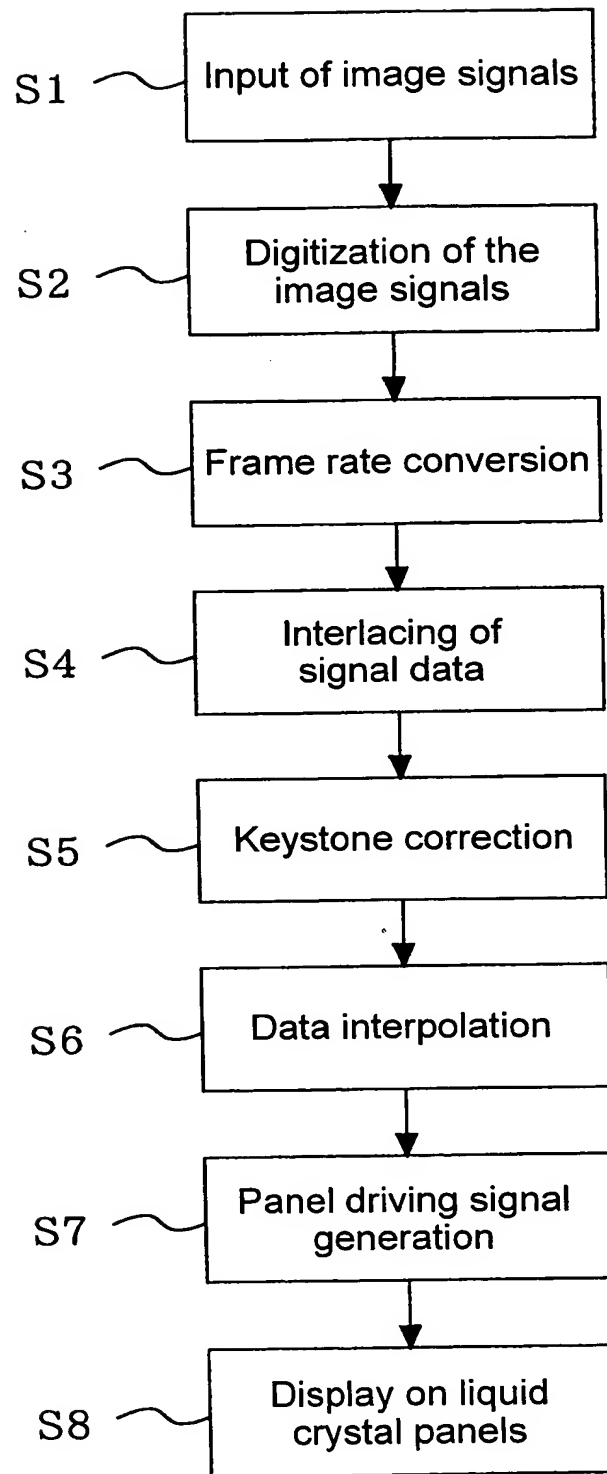 S1
Input of image signals
S2
Digitization of the
image signals
S3
Frame rate conversion
S4
Interlacing of
signal data
S5
Keystone correction
S6
Data interpolation
S7
Panel driving signal
generation
S8
Display on liquid
crystal panels